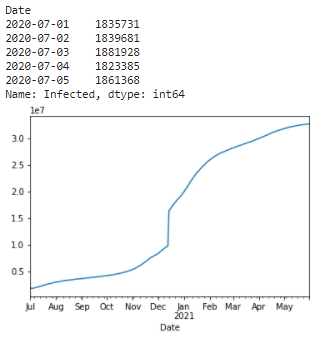 Date
2020-07-01 1835731
2020-07-02 1839681
2020-07-03 1881928
2020-07-04 1823385
2020-07-05 1861368
Name: Infected, dtype: int64
1e7
3.0
2.5
2.0
1.5
1.0
0.5
Jul Aug Sep Oct Nov Dec Jan Feb Mar Apr May
2021
Date